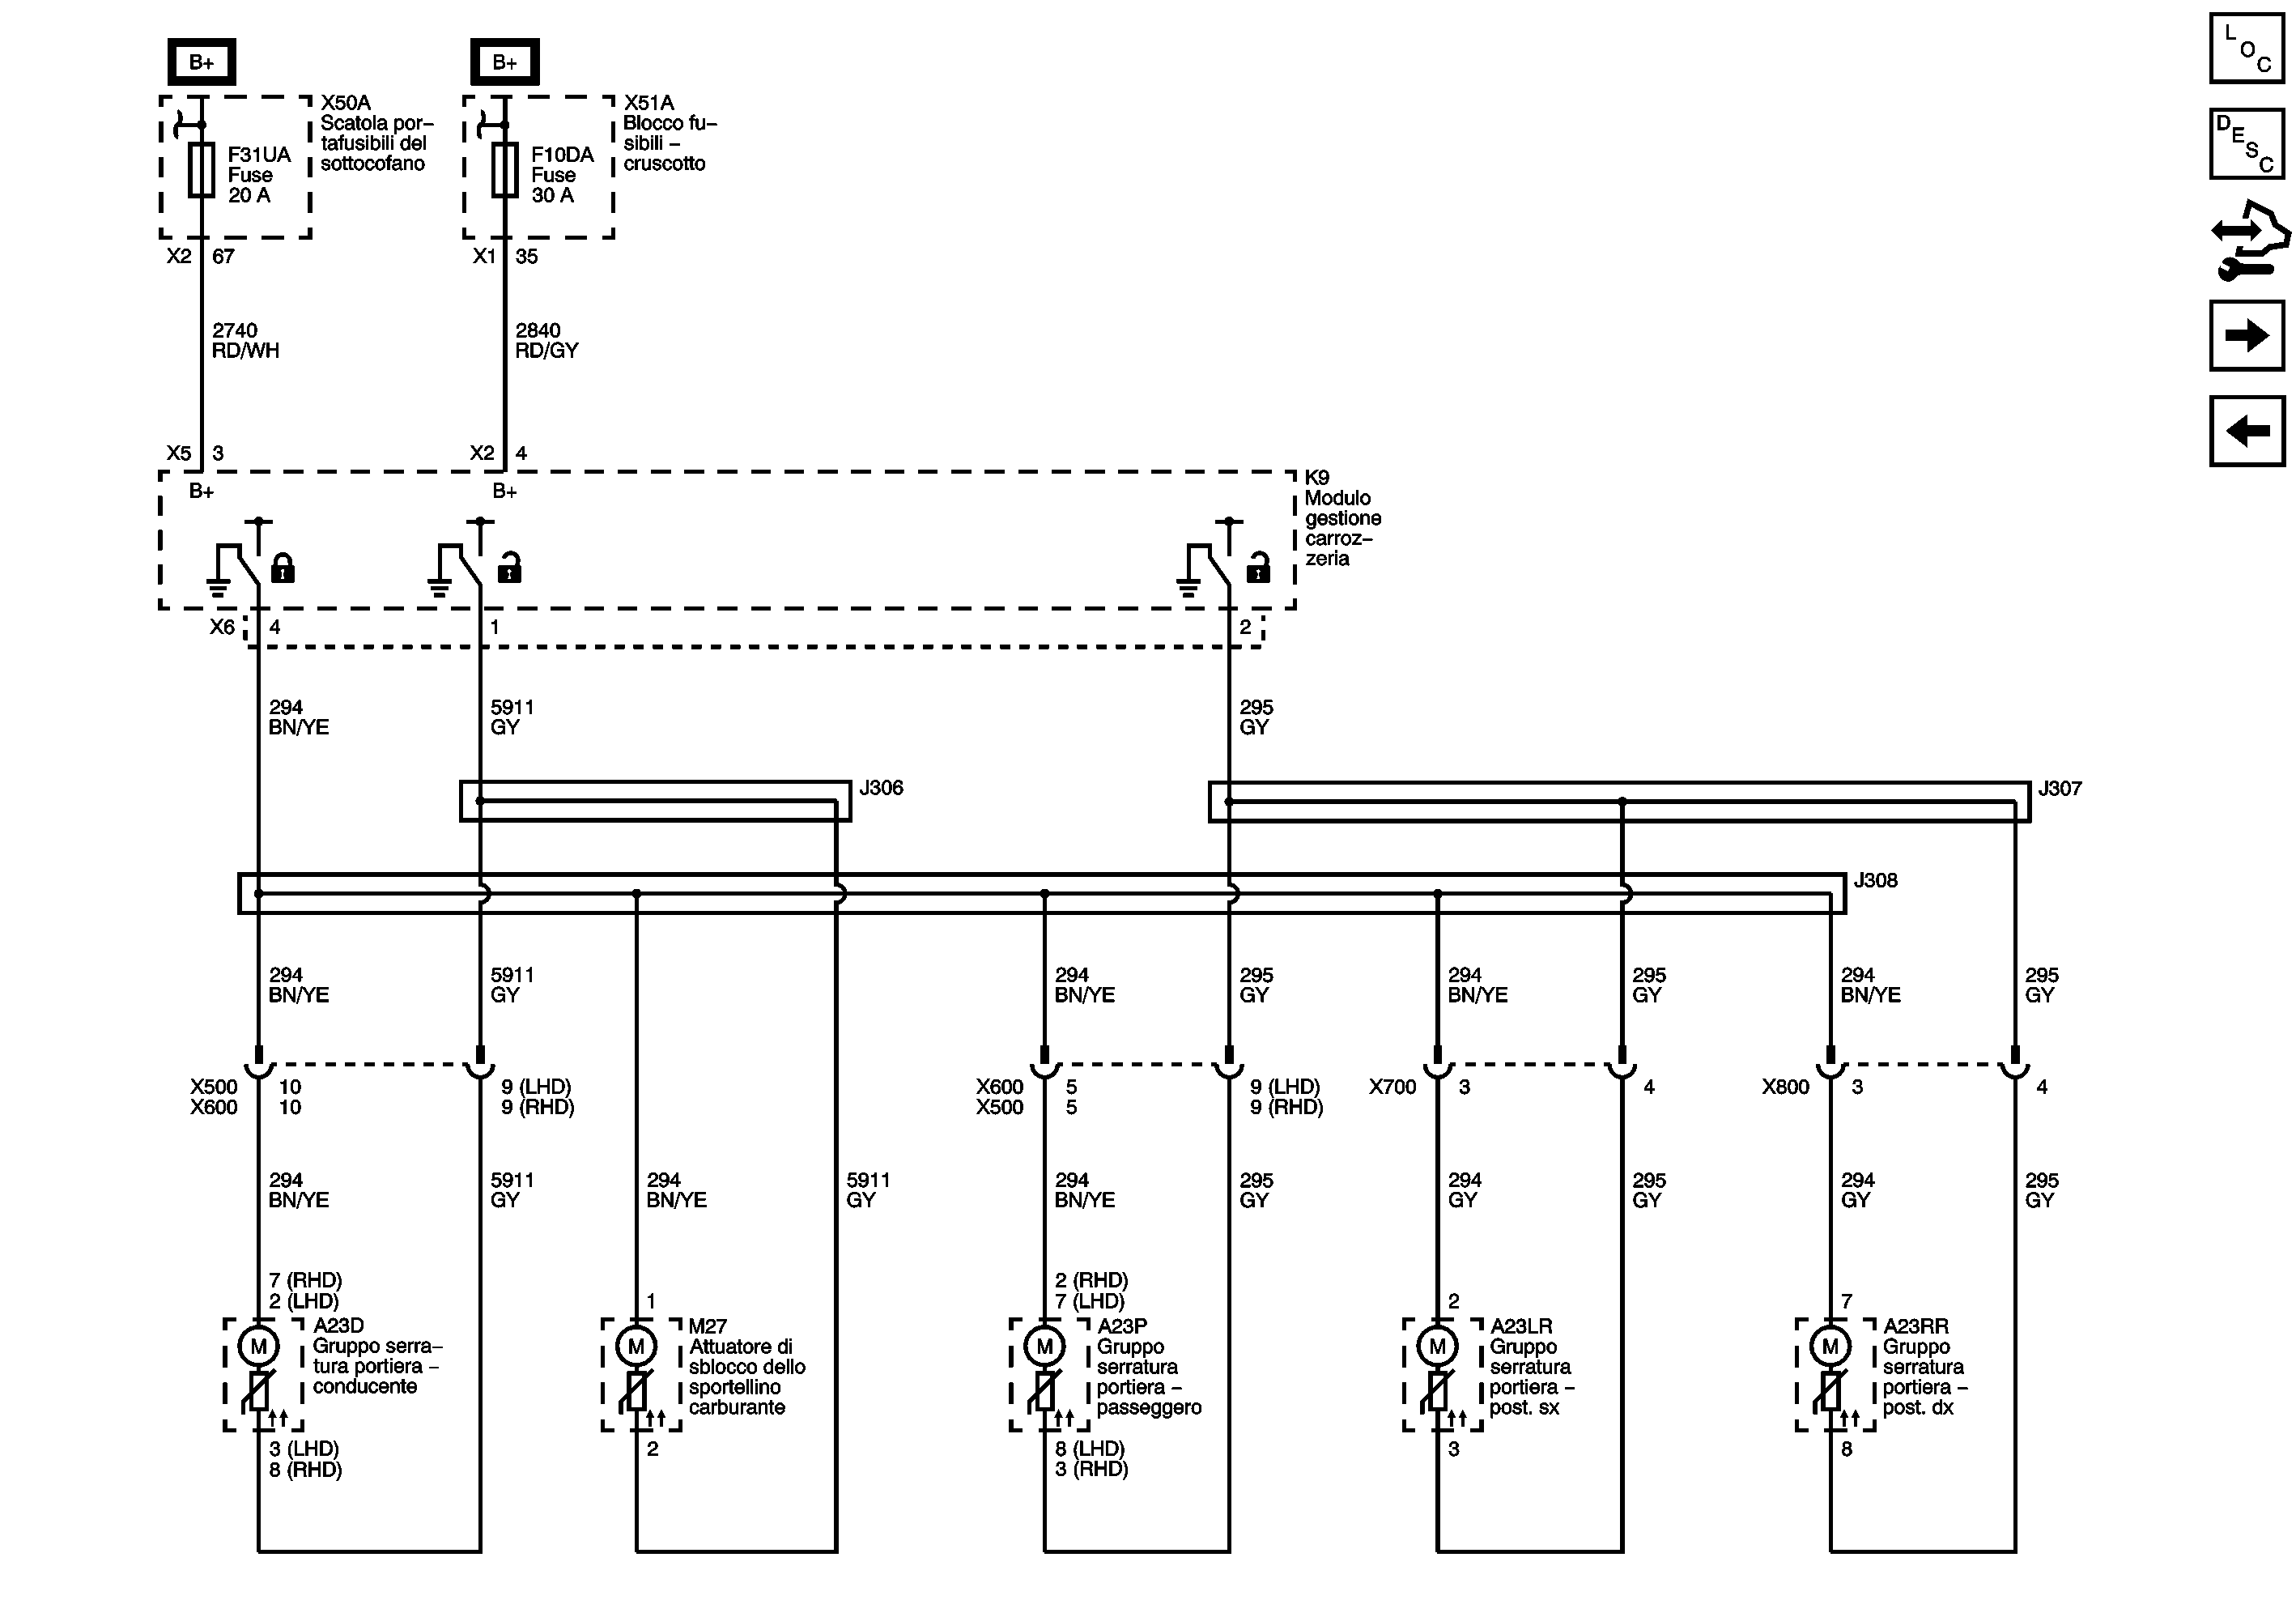 B+
B+
L
O
C
X50A
Scatola por-
tafusibili del
sottocofano
F31UA
Fuse
20 A
X51A
Blocco fu-
sibili -
cruscotto
F10DA
Fuse
30 A
D
E
S
C
X2 67
X1 35
2740
RD/WH
2840
RD/GY
X5 3
X2 4
B+
B+
K9
Modulo
gestione
carroz-
zeria
X6 4
1
2
294
BN/YE
5911
GY
295
GY
J306
J307
J308
294
BN/YE
5911
GY
294
BN/YE
295
GY
294
BN/YE
295
GY
294
BN/YE
295
GY
X500 10
X600 10
9 (LHD)
9 (RHD)
X600 5
X500 5
9 (LHD)
9 (RHD)
X700 3
4
X800 3
4
294
BN/YE
5911
GY
294
BN/YE
5911
GY
294
BN/YE
295
GY
294
GY
295
GY
294
GY
295
GY
7 (RHD)
2 (LHD)
1
2 (RHD)
7 (LHD)
2
7
M
A23D
Gruppo serra-
tura portiera -
conducente
M
M27
Attuatore di
sblocco dello
sportellino
carburante
M
A23P
Gruppo
serratura
portiera -
passeggero
M
A23LR
Gruppo
serratura
portiera -
post. sx
M
A23RR
Gruppo
serratura
portiera -
post. dx
3 (LHD)
8 (RHD)
2
8 (LHD)
3 (RHD)
3
8